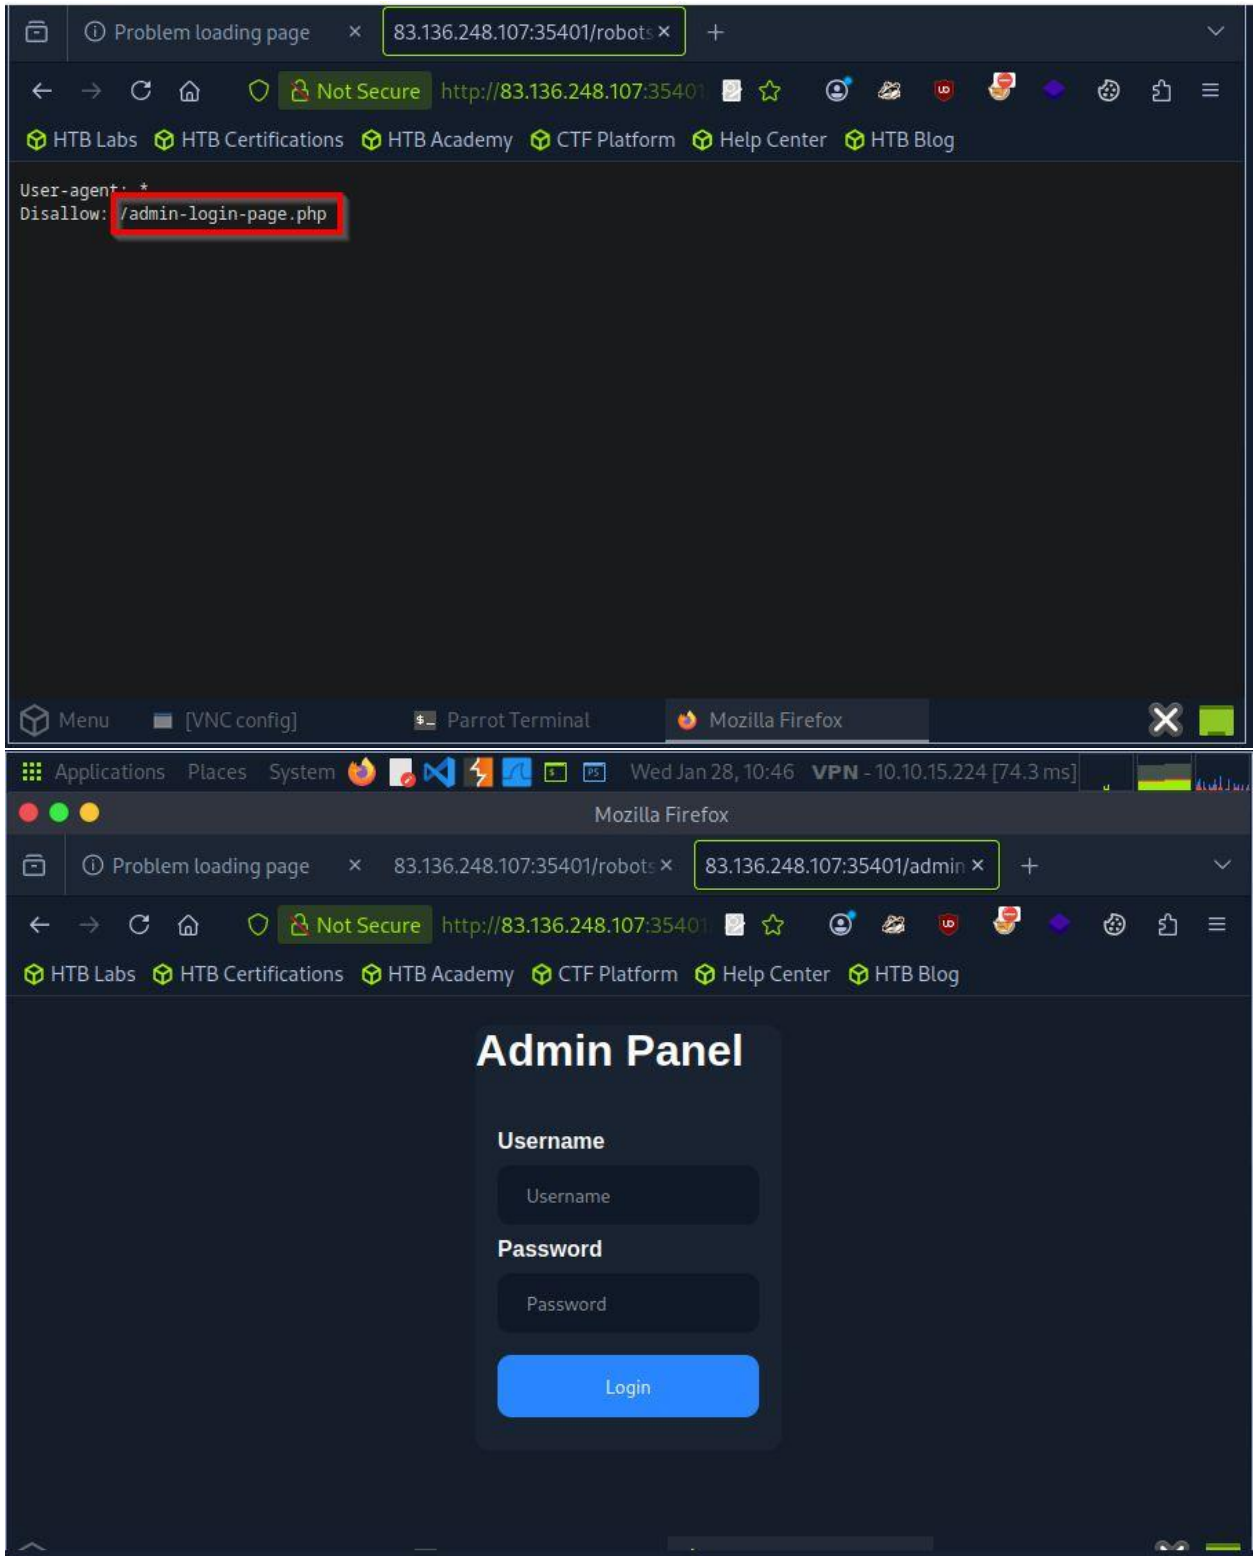 Problem loading page × 83.136.248.107:35401/robots × +
Not Secure http://83.136.248.107:35401
HTB Labs HTB Certifications HTB Academy CTF Platform Help Center HTB Blog
User-agent: *
Disallow: /admin-login-page.php
Menu [VNC config] Parrot Terminal Mozilla Firefox
Applications Places System Wed Jan 28, 10:46 VPN - 10.10.15.224 [74.3 ms]
Mozilla Firefox
Problem loading page × 83.136.248.107:35401/robots × 83.136.248.107:35401/admin × +
Not Secure http://83.136.248.107:35401
HTB Labs HTB Certifications HTB Academy CTF Platform Help Center HTB Blog
Admin Panel
Username
Username
Password
Password
Login